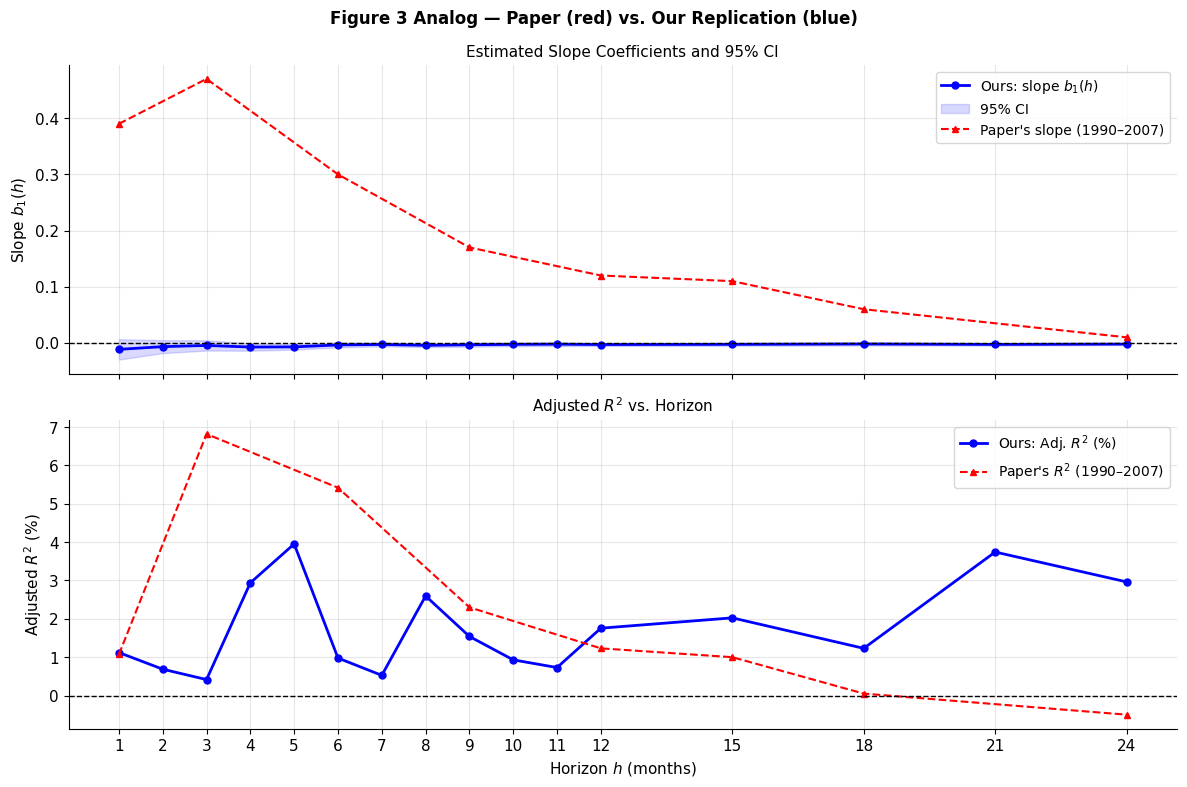 Figure 3 Analog — Paper (red) vs. Our Replication (blue)
Estimated Slope Coefficients and 95% CI
Slope b₁(h)
0.4
0.3
0.2
0.1
0.0
Ours: slope b₁(h)
95% CI
Paper's slope (1990–2007)
Adjusted R² vs. Horizon
Adjusted R² (%)
7
6
5
4
3
2
1
0
Ours: Adj. R² (%)
Paper's R² (1990–2007)
1 2 3 4 5 6 7 8 9 10 11 12 15 18 21 24
Horizon h (months)